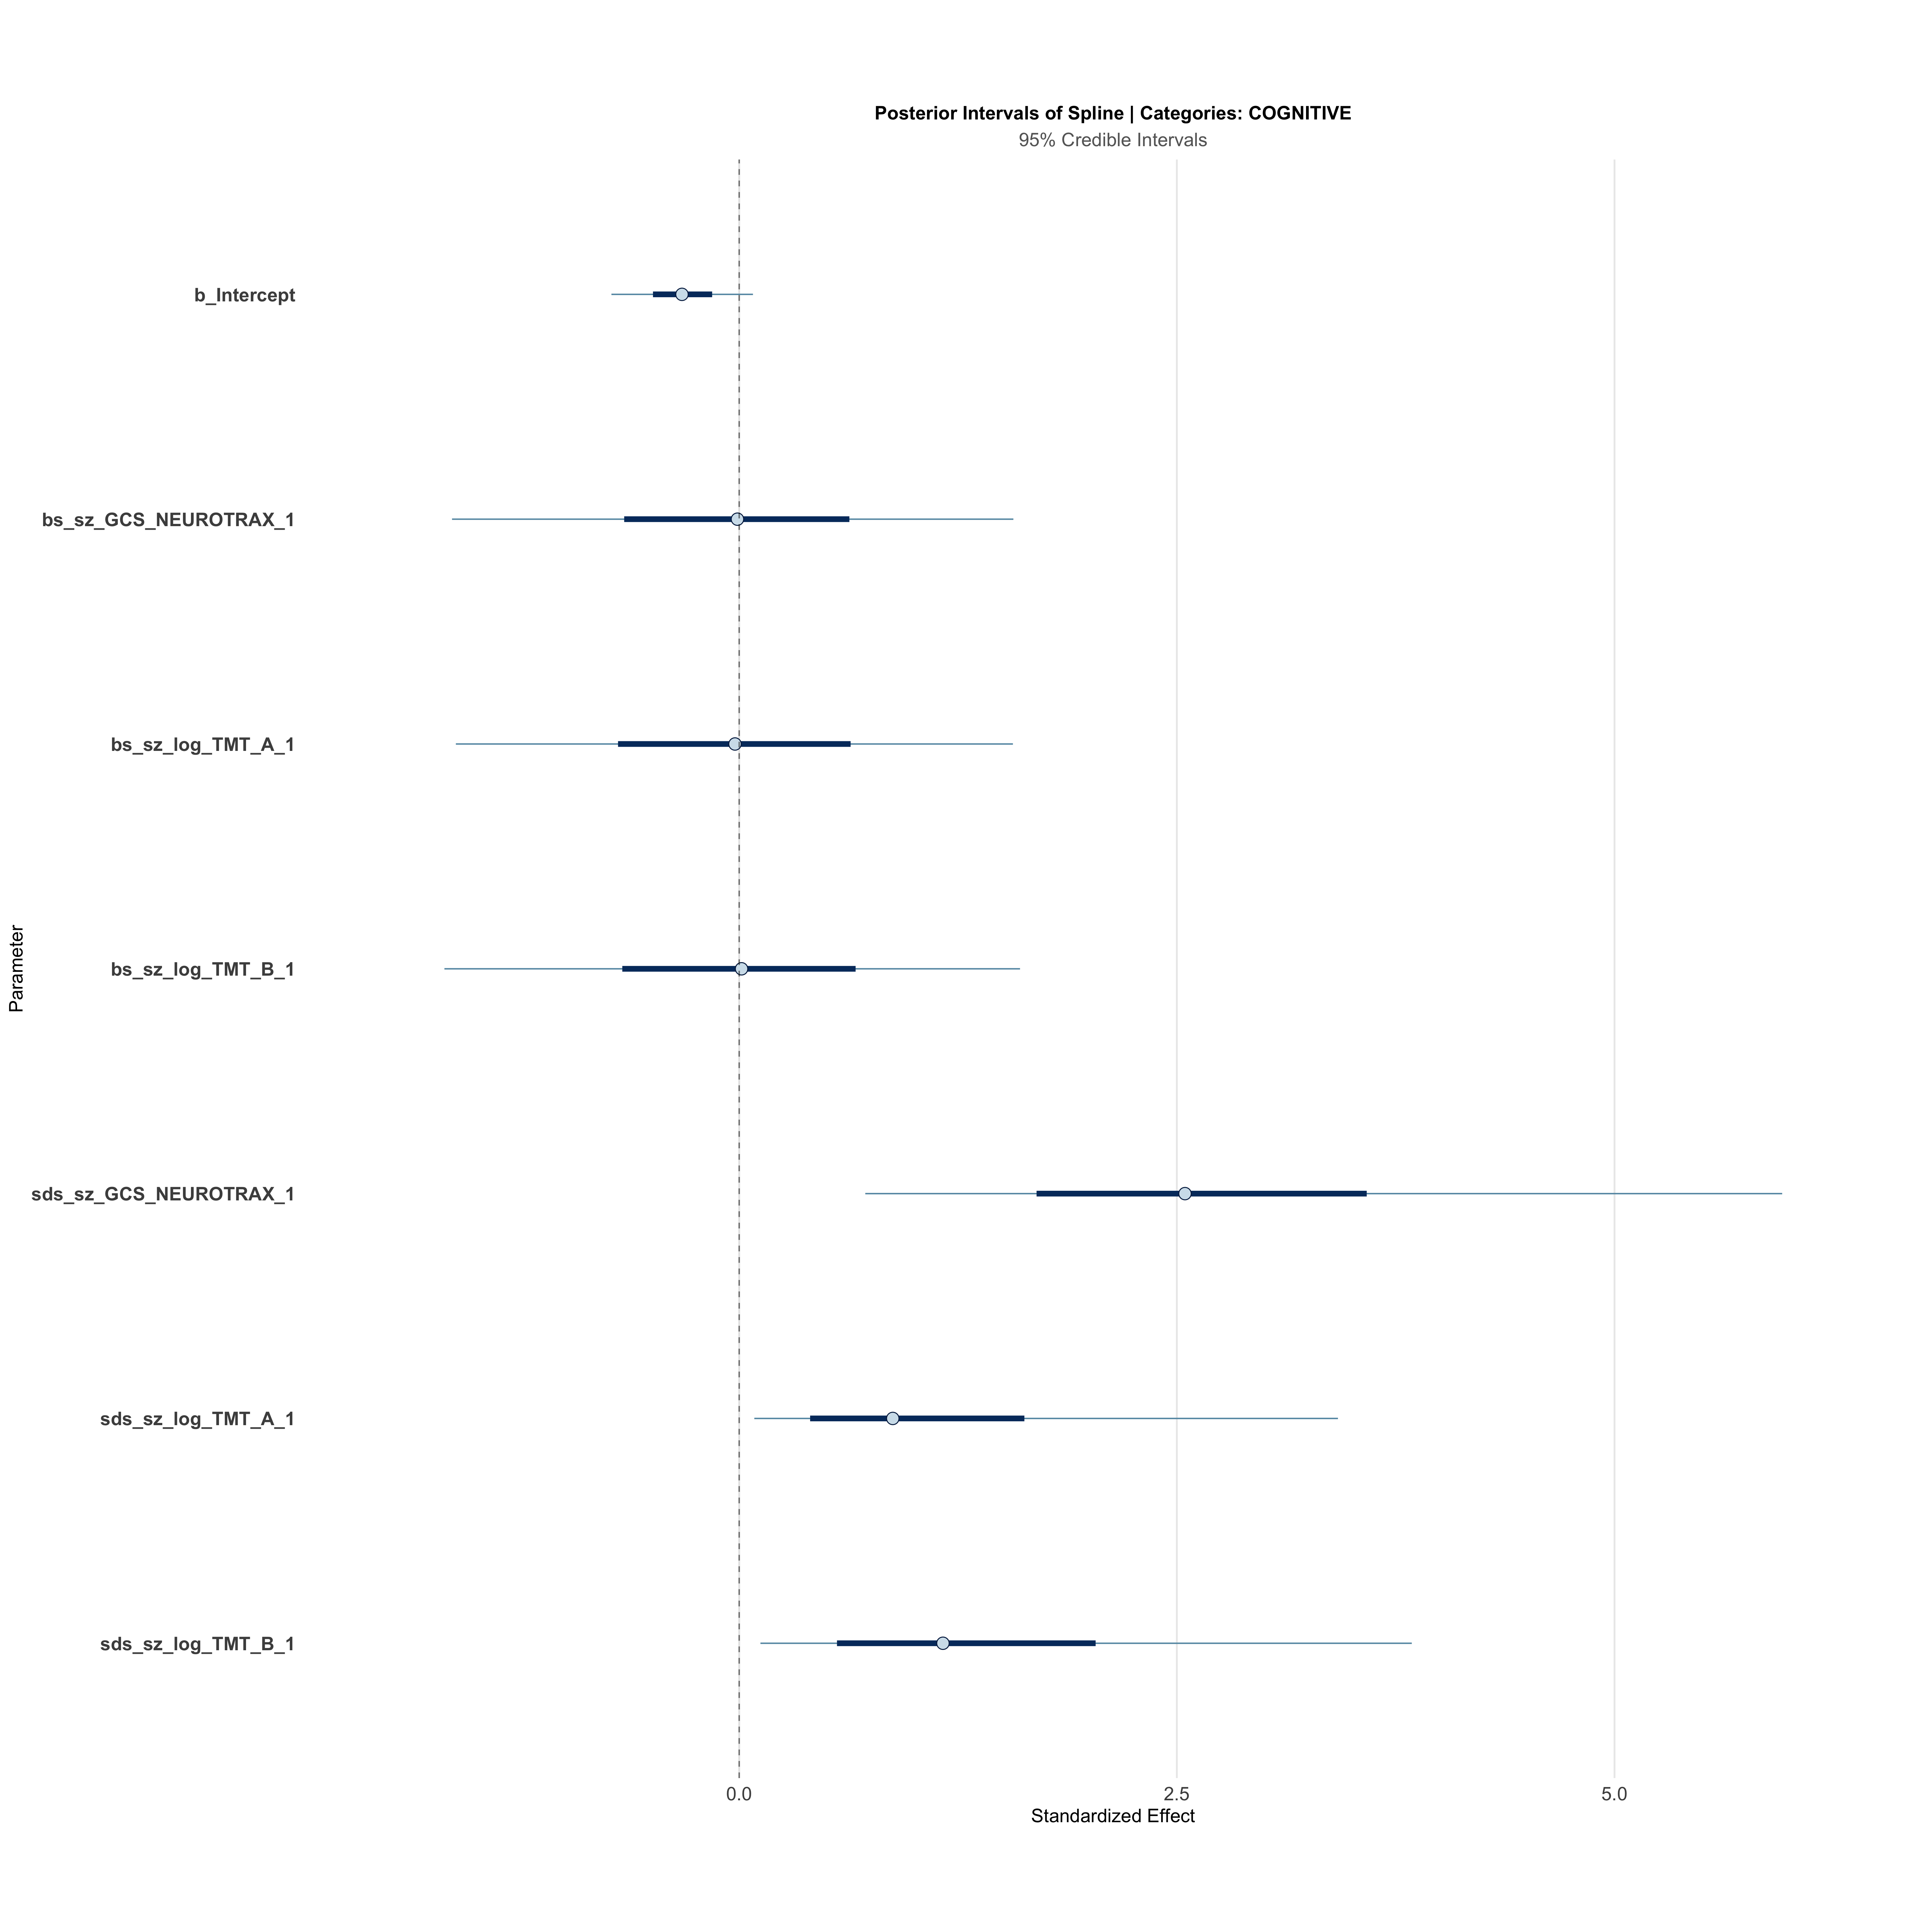 Posterior Intervals of Spline | Categories: COGNITIVE
95% Credible Intervals
b_Intercept
bs_sz_GCS_NEUROTRAX_1
bs_sz_log_TMT_A_1
bs_sz_log_TMT_B_1
sds_sz_GCS_NEUROTRAX_1
sds_sz_log_TMT_A_1
sds_sz_log_TMT_B_1
Parameter
0.0 2.5 5.0
Standardized Effect